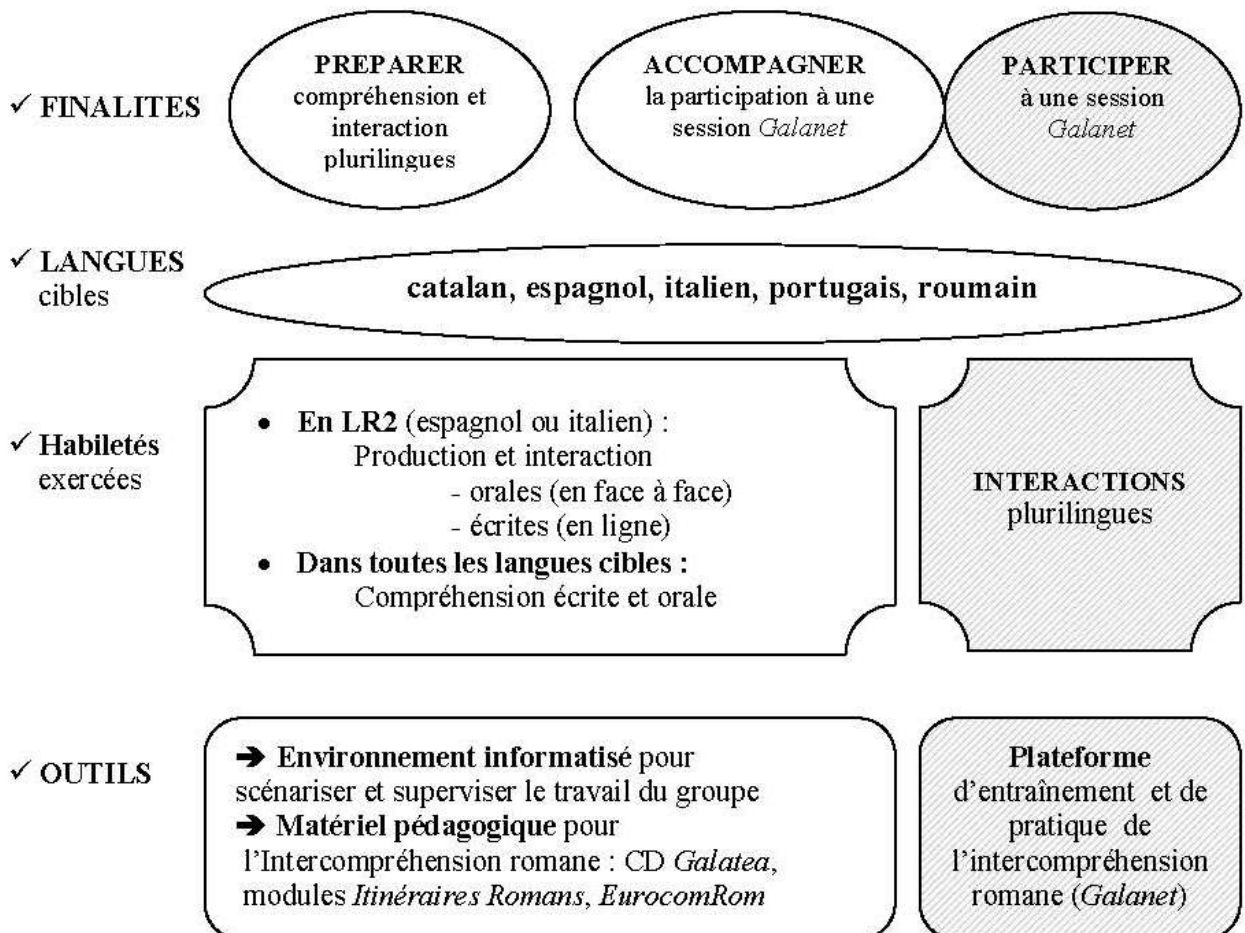 ✓ FINALITES
PREPARER
compréhension et
interaction
plurilingues
ACCOMPAGNER
la participation à une
session Galanet
PARTICIPER
à une session
Galanet
✓ LANGUES
cibles
catalan, espagnol, italien, portugais, roumain
✓ Habiletés
exercées
• En LR2 (espagnol ou italien) :
Production et interaction
- orales (en face à face)
- écrites (en ligne)
• Dans toutes les langues cibles :
Compréhension écrite et orale
INTERACTIONS
plurilingues
✓ OUTILS
➔ Environnement informatisé pour
scénariser et superviser le travail du groupe
➔ Matériel pédagogique pour
l'Intercompréhension romane : CD Galatea,
modules Itinéraires Romans, EurocomRom
Plateforme
d'entraînement et de
pratique de
l'intercompréhension
romane (Galanet)